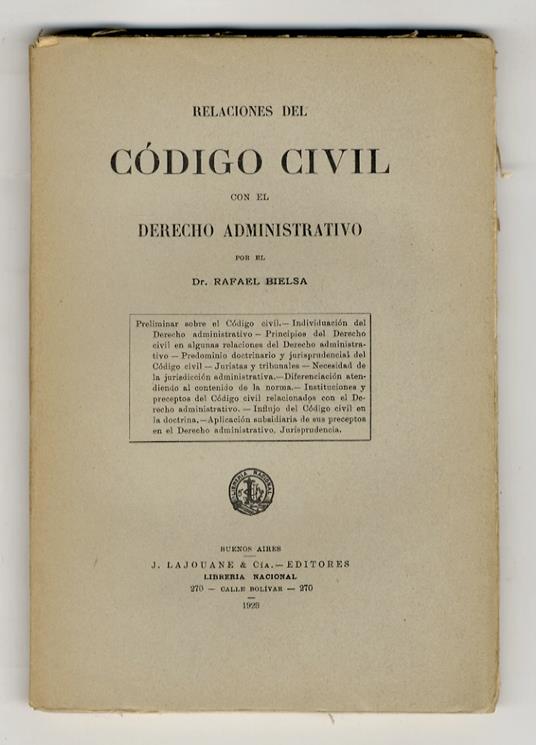 RELACIONES DEL
CÓDIGO CIVIL
CON EL
DERECHO ADMINISTRATIVO
POR EL
Dr. RAFAEL BIELSA
Preliminar sobre el Código civil.— Individuación del
Derecho administrativo — Principios del Derecho
civil en algunas relaciones del Derecho administra-
tivo — Predominio doctrinario y jurisprudencial del
Código civil — Juristas y tribunales — Necesidad de
la jurisdicción administrativa.—Diferenciación aten-
diendo al contenido de la norma.— Instituciones y
preceptos del Código civil relacionados con el De-
recho administrativo. — Influjo del Código civil en
la doctrina.—Aplicación subsidiaria de sus preceptos
en el Derecho administrativo. Jurisprudencia.
LIBRERIA NACIONAL
BUENOS AIRES
J. LAJOUANE & Cía.—EDITORES
LIBRERIA NACIONAL
270 — CALLE BOLÍVAR — 270
1923